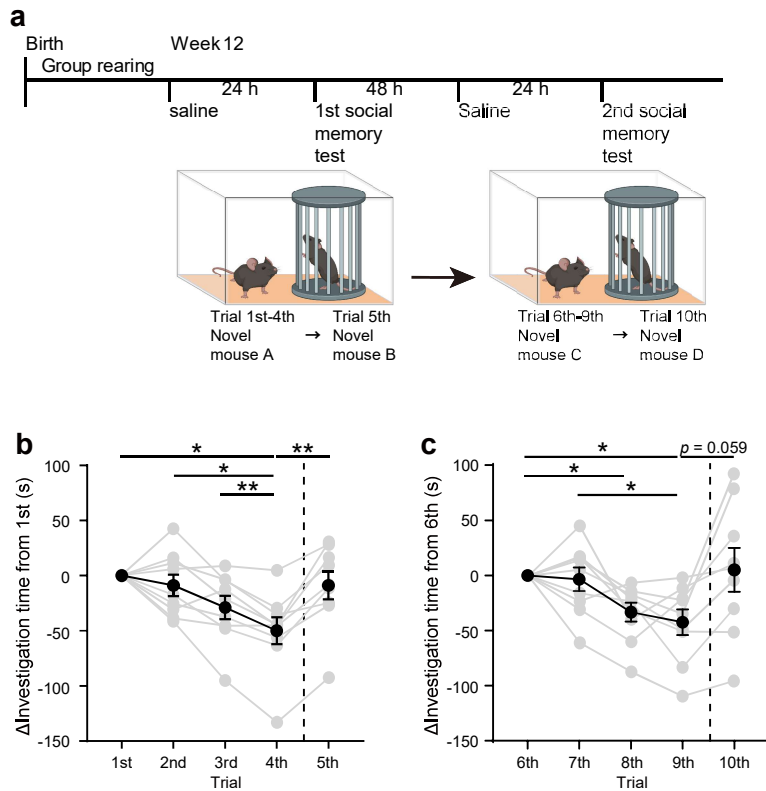 a
Birth
Week 12
Group rearing
24 h
48 h
24 h
saline
1st social
memory
test
Saline
2nd social
memory
test
Trial 1st-4th
Novel
mouse A
→
Trial 5th
Novel
mouse B
Trial 6th-9th
Novel
mouse C
→
Trial 10th
Novel
mouse D
b
* **
*
**
ΔInvestigation time from 1st (s)
100
50
0
-50
-100
-150
1st 2nd 3rd 4th 5th
Trial
c
* p = 0.059
*
*
ΔInvestigation time from 6th (s)
100
50
0
-50
-100
-150
6th 7th 8th 9th 10th
Trial